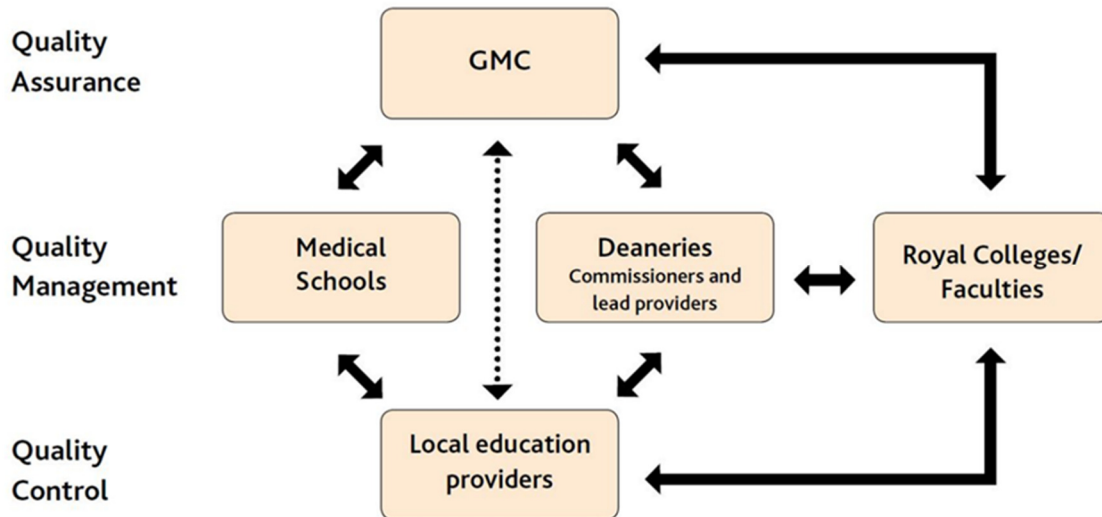 Quality
Assurance
GMC
Quality
Management
Medical
Schools
Deaneries
Commissioners and
lead providers
Royal Colleges/
Faculties
Quality
Control
Local education
providers